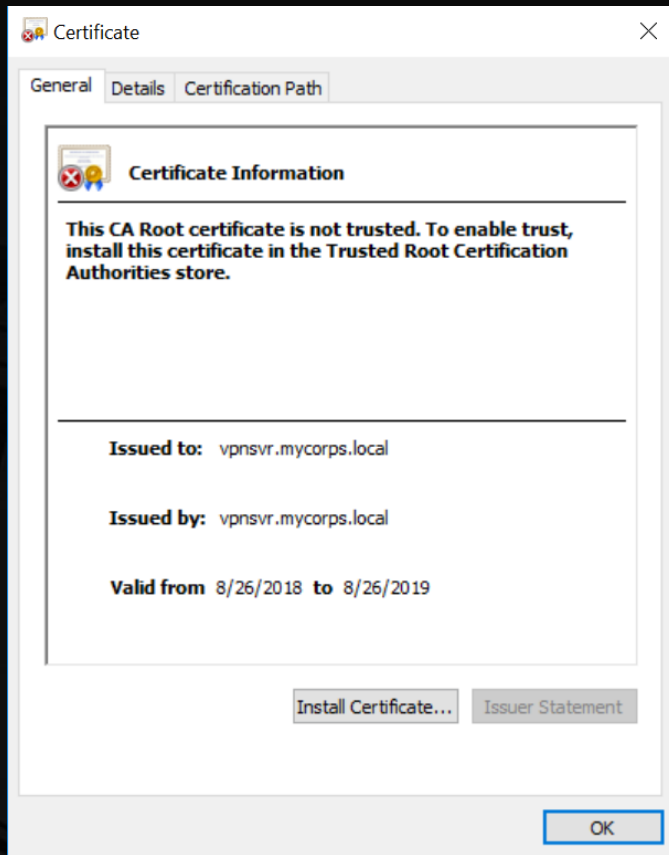 Certificate
General Details Certification Path
Certificate Information
This CA Root certificate is not trusted. To enable trust,
install this certificate in the Trusted Root Certification
Authorities store.
Issued to: vpnsvr.mycorps.local
Issued by: vpnsvr.mycorps.local
Valid from 8/26/2018 to 8/26/2019
Install Certificate... Issuer Statement
OK